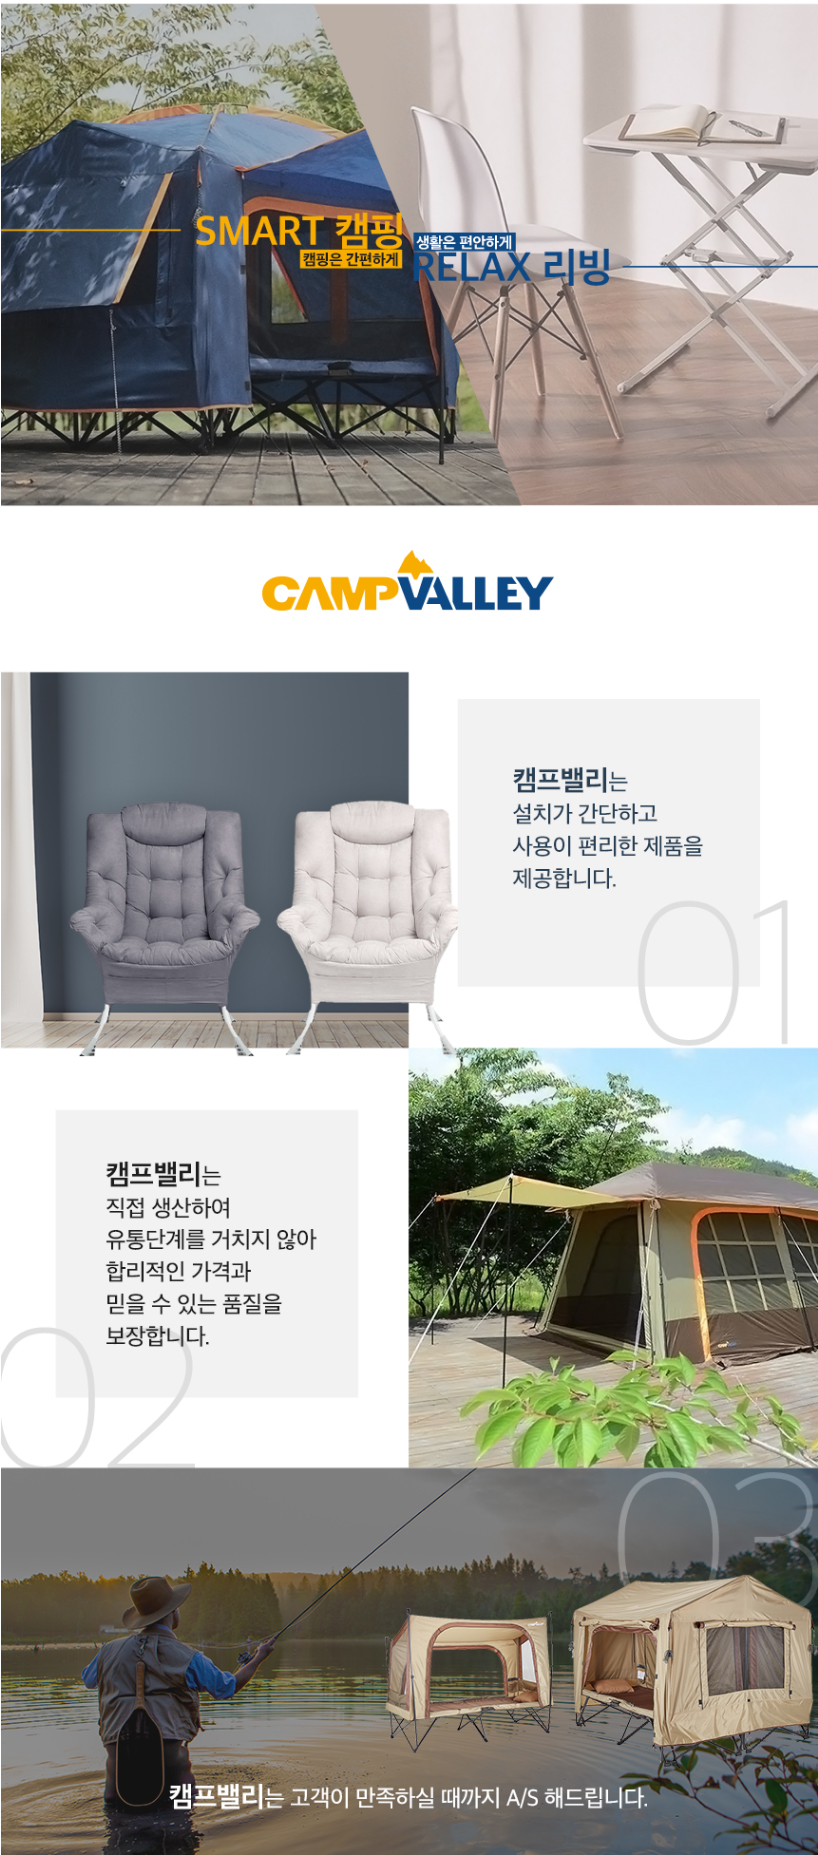 SMART 캠핑
캠핑은 간편하게
생활은 편안하게
RELAX 리빙
CAMPVALLEY
캠프밸리는
설치가 간단하고
사용이 편리한 제품을
제공합니다.
01
캠프밸리는
직접 생산하여
유통단계를 거치지 않아
합리적인 가격과
믿을 수 있는 품질을
보장합니다.
02
03
캠프밸리는 고객이 만족하실 때까지 A/S 해드립니다.